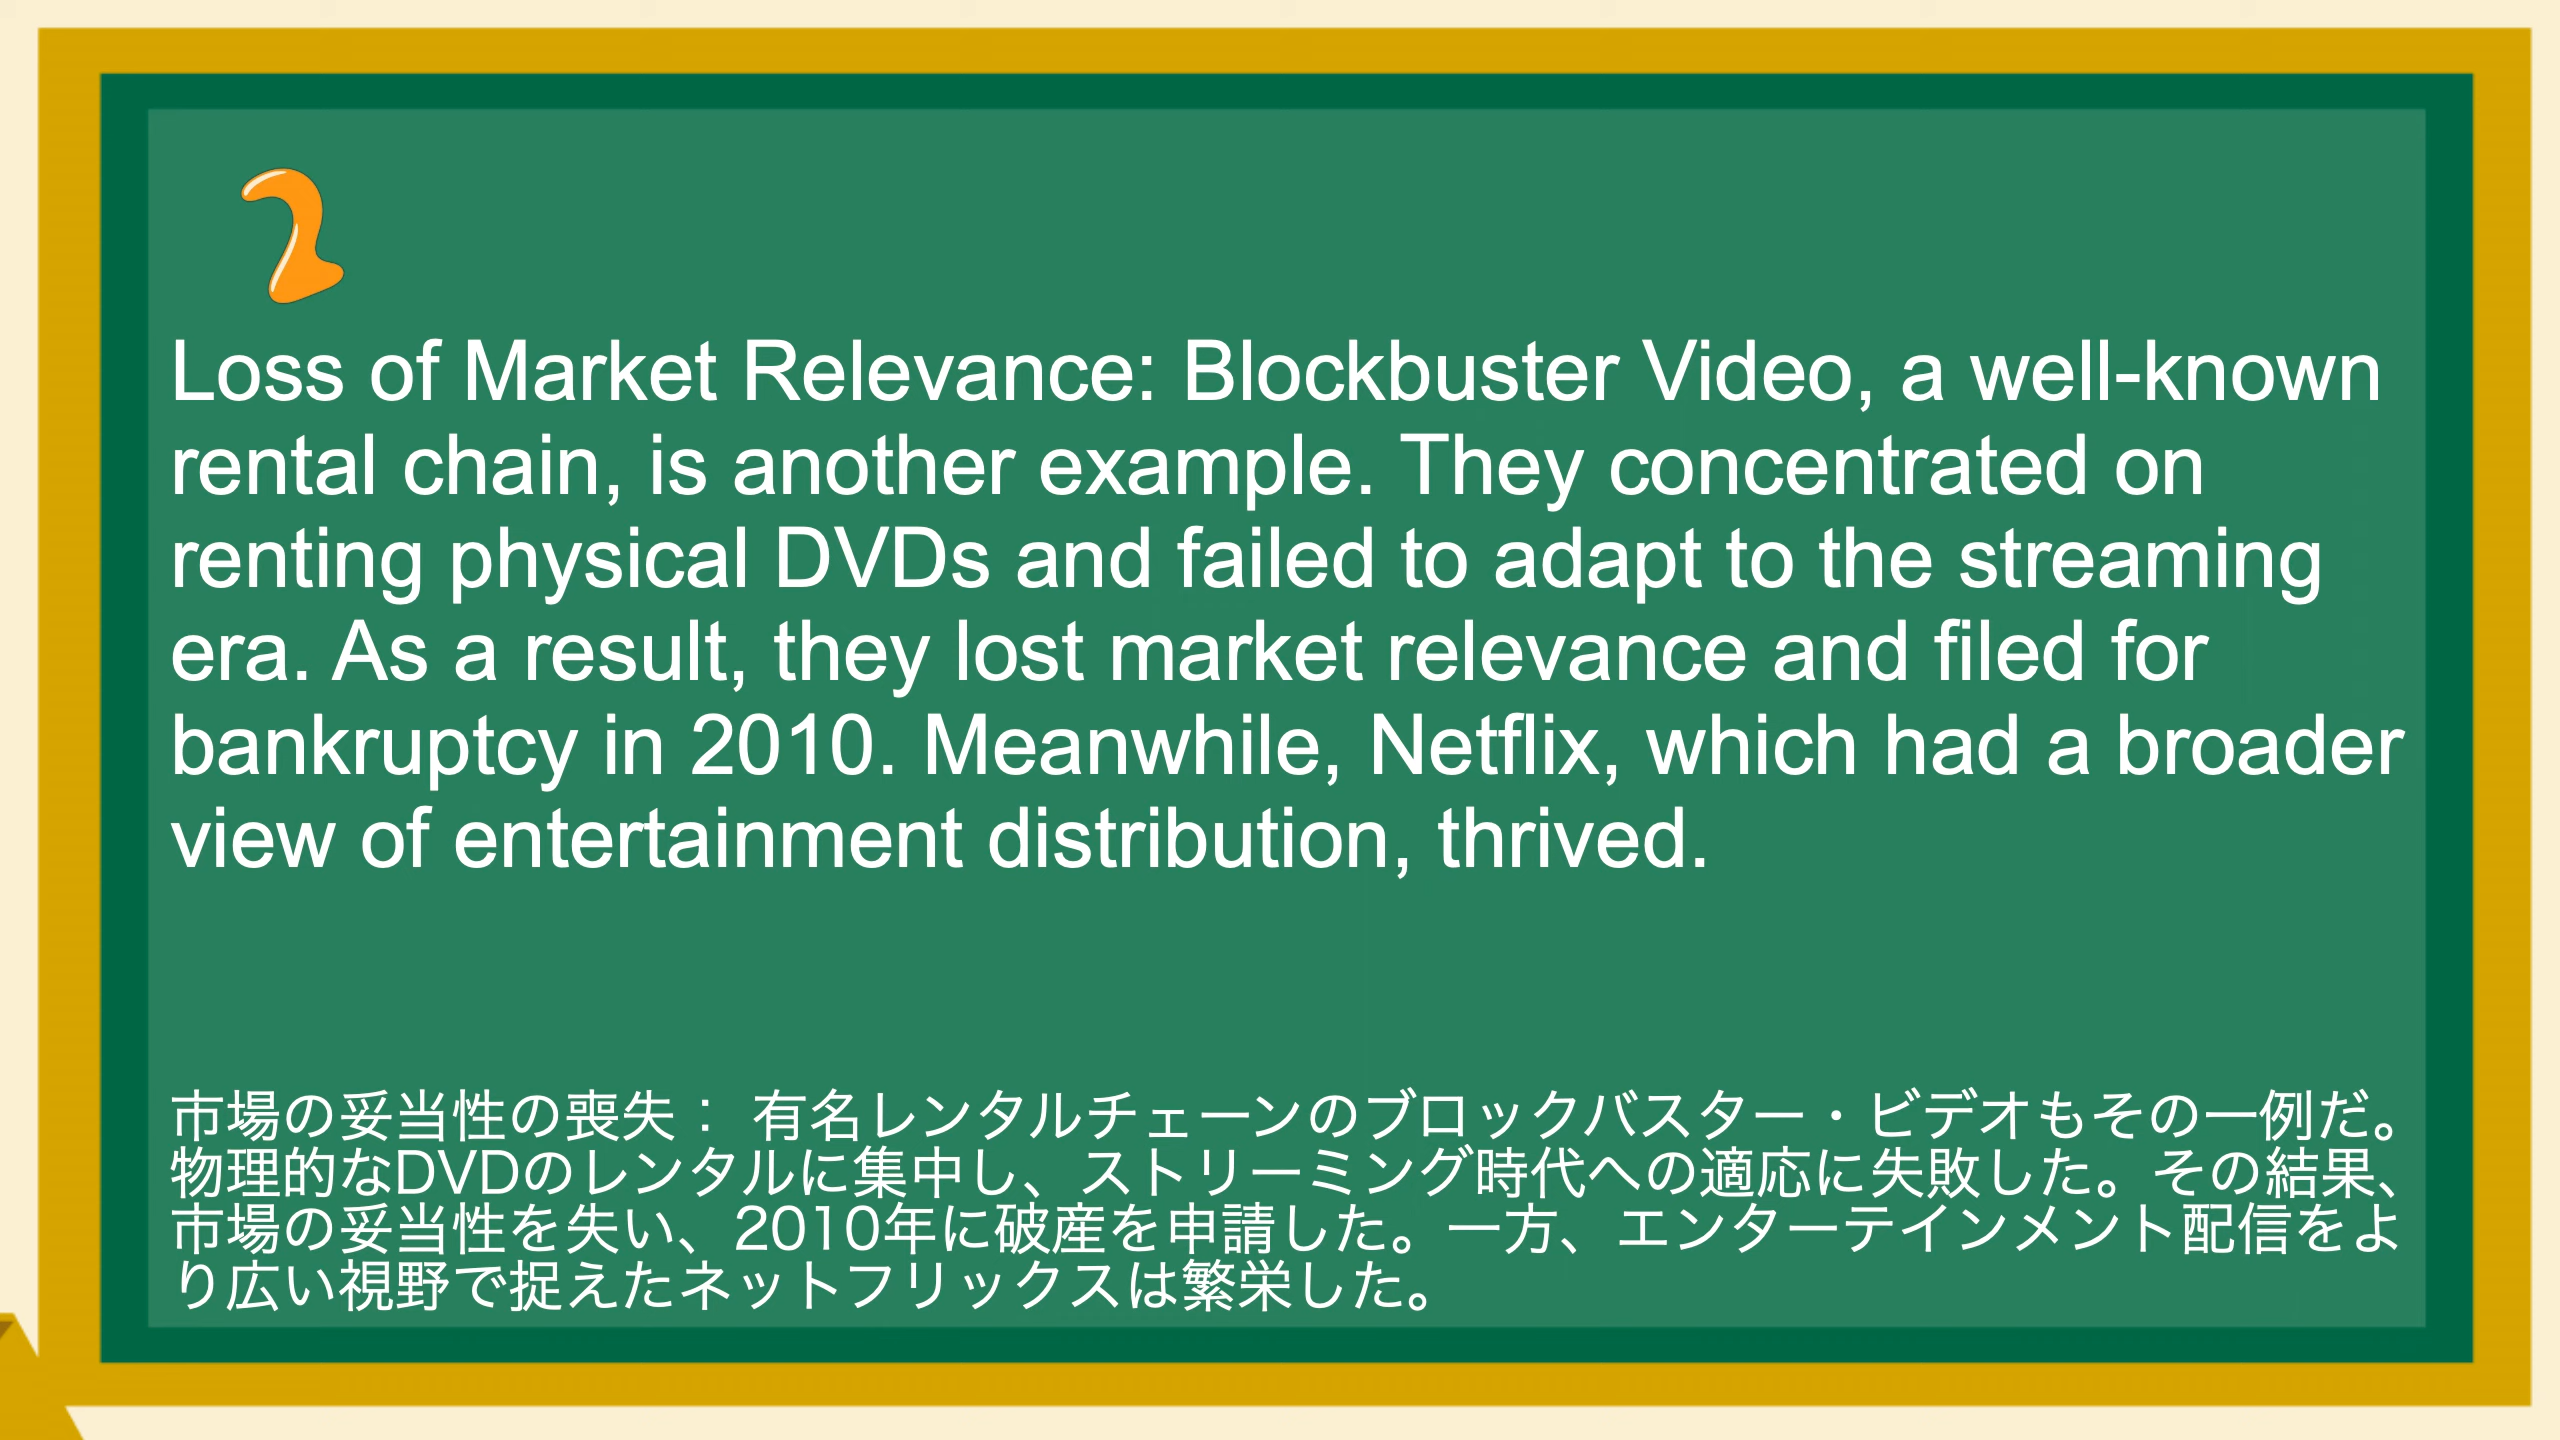 2
Loss of Market Relevance: Blockbuster Video, a well-known
rental chain, is another example. They concentrated on
renting physical DVDs and failed to adapt to the streaming
era. As a result, they lost market relevance and filed for
bankruptcy in 2010. Meanwhile, Netflix, which had a broader
view of entertainment distribution, thrived.
市場の妥当性の喪失： 有名レンタルチェーンのブロックバスター・ビデオもその一例だ。
物理的なDVDのレンタルに集中し、ストリーミング時代への適応に失敗した。その結果、
市場の妥当性を失い、2010年に破産を申請した。一方、エンターテインメント配信をよ
り広い視野で捉えたネットフリックスは繁栄した。